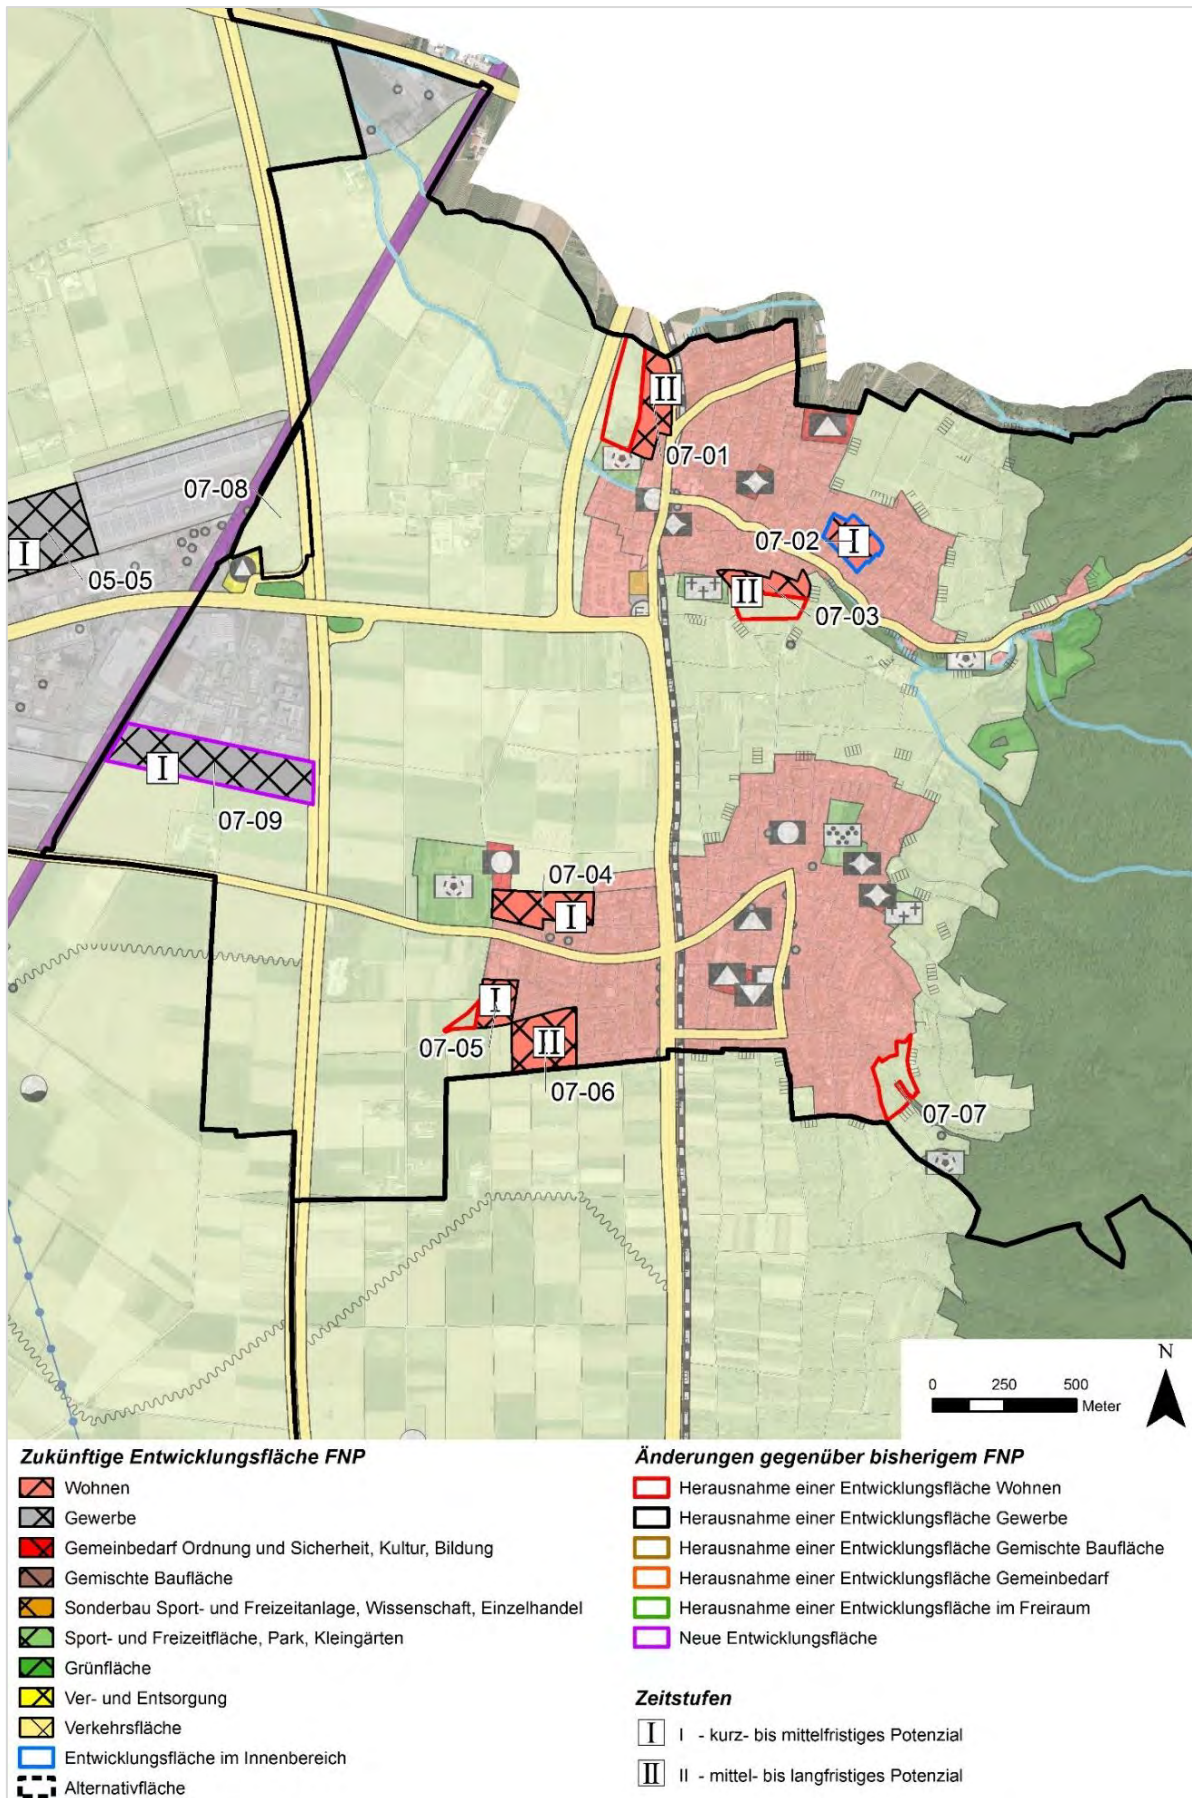 II
07-01
07-08
I
05-05
07-02
I
II
07-03
I
07-09
07-04
I
I
07-05
II
07-06
07-07
N
0 250 500
Meter
Zukünftige Entwicklungsfläche FNP
Wohnen
Gewerbe
Gemeinbedarf Ordnung und Sicherheit, Kultur, Bildung
Gemischte Baufläche
Sonderbau Sport- und Freizeitanlage, Wissenschaft, Einzelhandel
Sport- und Freizeitfläche, Park, Kleingärten
Grünfläche
Ver- und Entsorgung
Verkehrsfläche
Entwicklungsfläche im Innenbereich
Alternativfläche
Änderungen gegenüber bisherigem FNP
Herausnahme einer Entwicklungsfläche Wohnen
Herausnahme einer Entwicklungsfläche Gewerbe
Herausnahme einer Entwicklungsfläche Gemischte Baufläche
Herausnahme einer Entwicklungsfläche Gemeinbedarf
Herausnahme einer Entwicklungsfläche im Freiraum
Neue Entwicklungsfläche
Zeitstufen
I I - kurz- bis mittelfristiges Potenzial
II II - mittel- bis langfristiges Potenzial